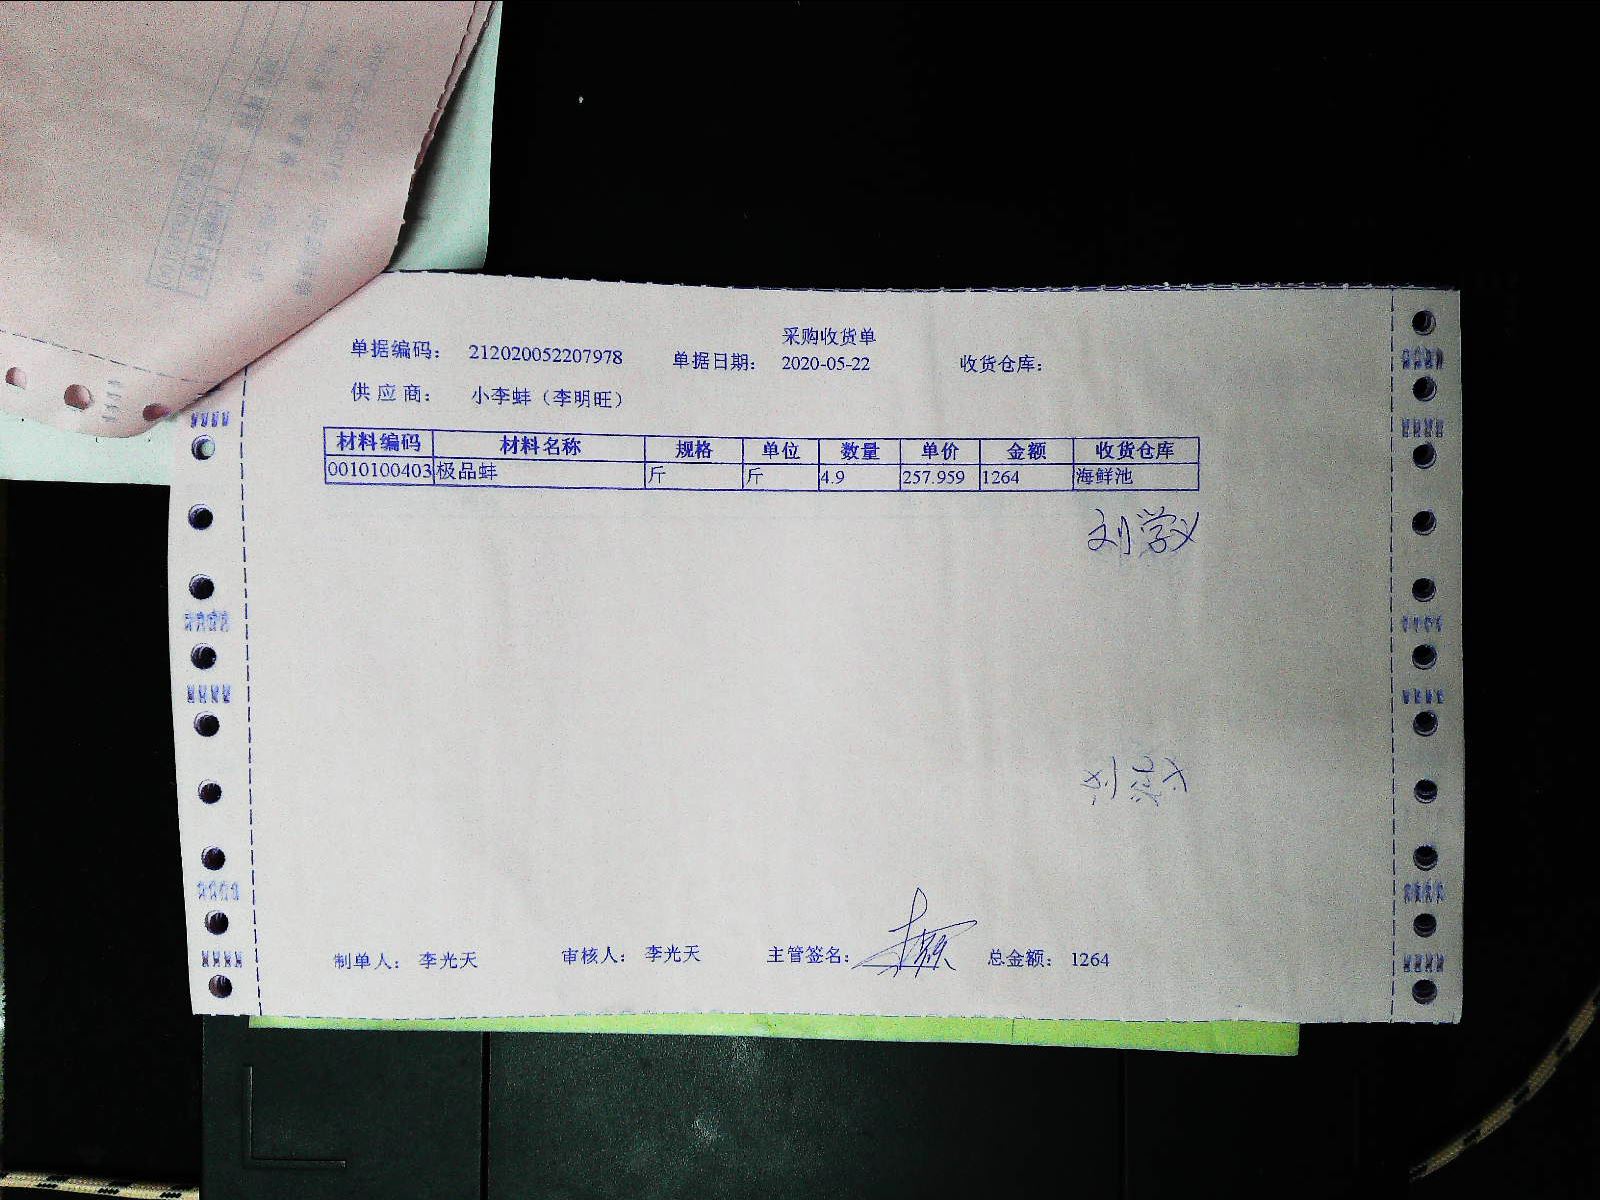 采购收货单
单据编码： 212020052207978 单据日期： 2020-05-22 收货仓库：
供 应 商： 小李蚌（李明旺）
材料编码 材料名称 规格 单位 数量 单价 金额 收货仓库
0010100403 极品蚌 斤 斤 4.9 257.959 1264 海鲜池
刘学义
制单人： 李光天 审核人： 李光天 主管签名： 总金额： 1264